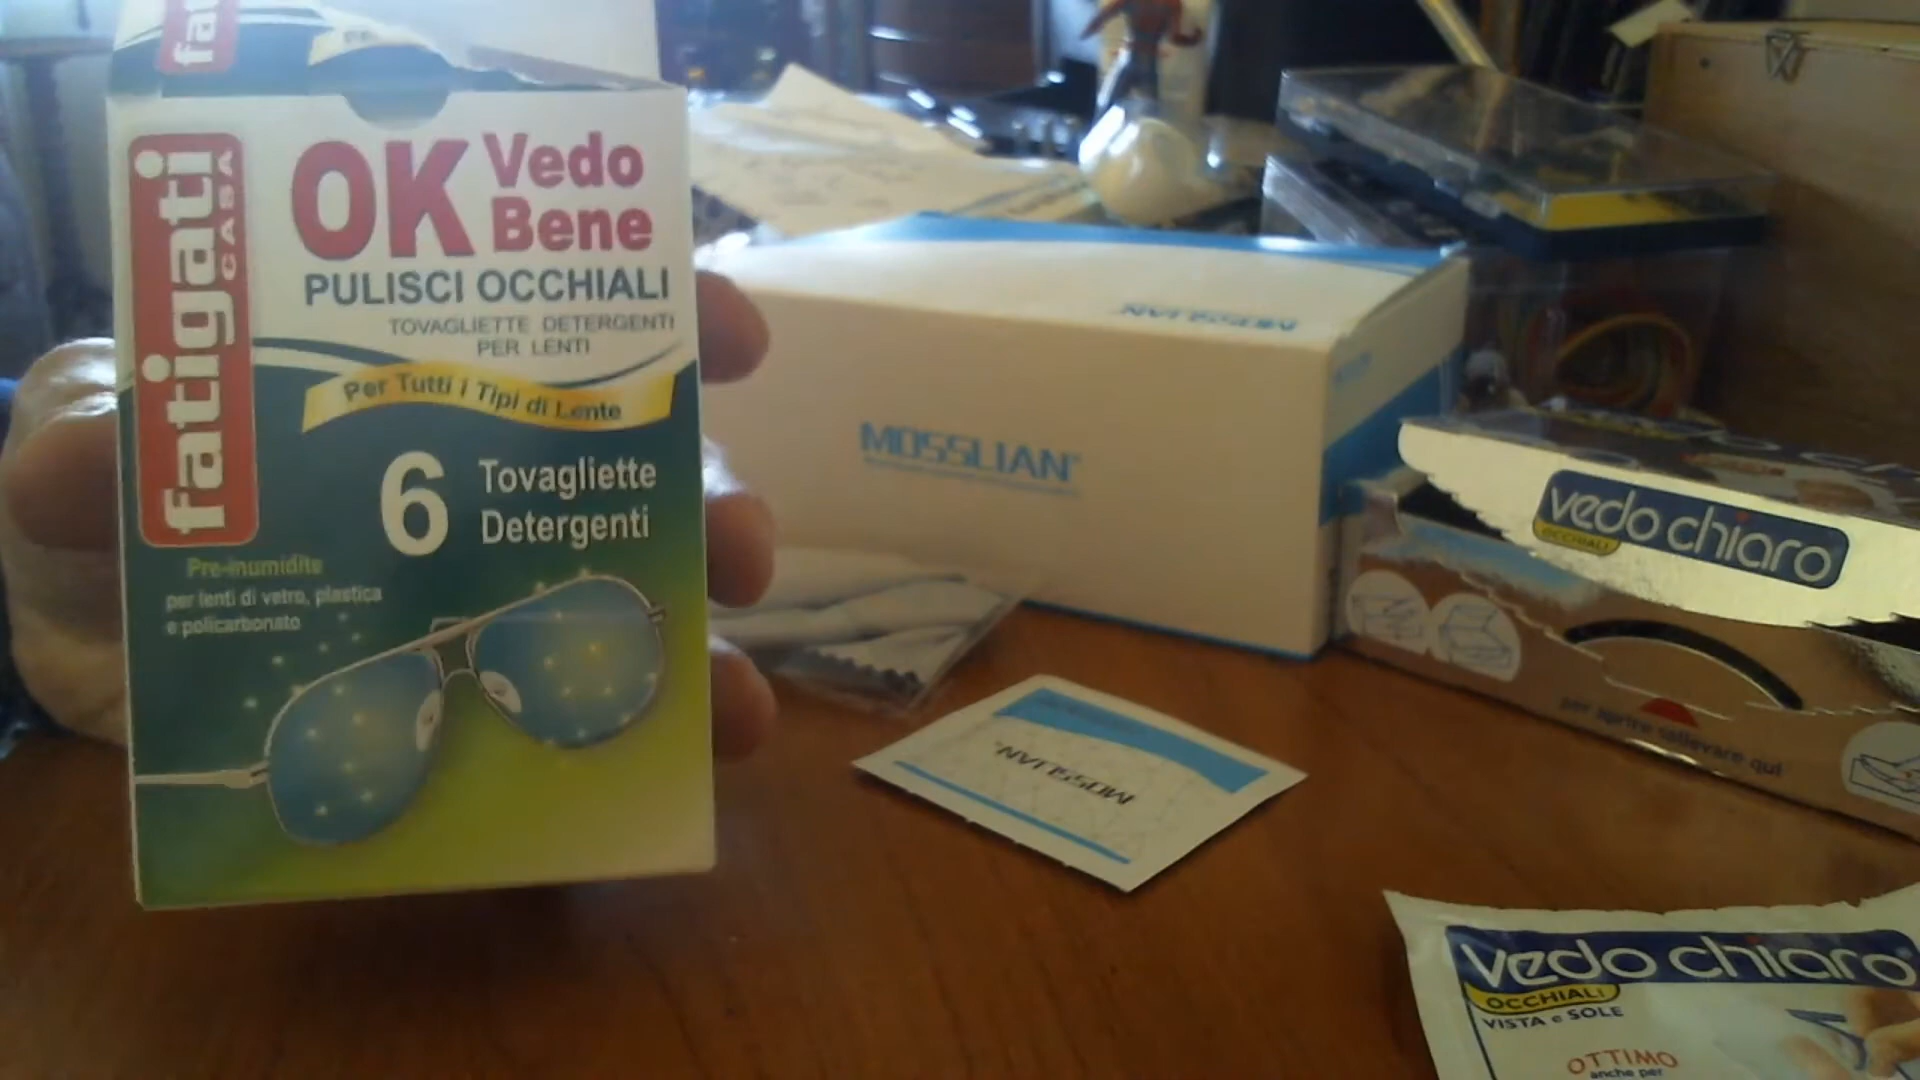 fatigati
CASA
OK Vedo
Bene
PULISCI OCCHIALI
TOVAGLIETTE DETERGENTI
PER LENTI
Per Tutti i Tipi di Lente
6 Tovagliette
Detergenti
Pre-inumidite
per lenti di vetro, plastica
e policarbonato
MOSSLIAN
MOSSLIAN®
MOSSLIAN
vedo chiaro
OCCHIALI
per aprire sollevare qui
vedo chiaro
OCCHIALI
VISTA e SOLE
OTTIMO
anche per